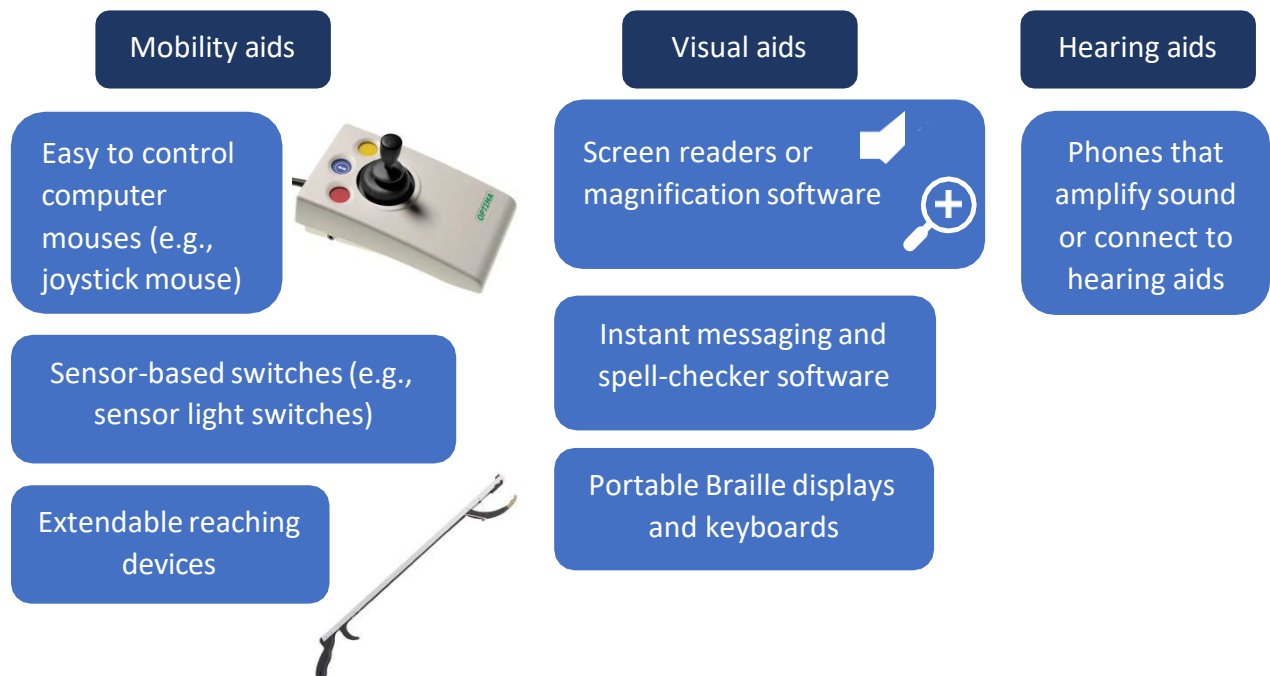 Mobility aids
Easy to control
computer
mouses (e.g.,
joystick mouse)
OPTIMA
Sensor-based switches (e.g.,
sensor light switches)
Extendable reaching
devices
Visual aids
Screen readers or
magnification software
Instant messaging and
spell-checker software
Portable Braille displays
and keyboards
Hearing aids
Phones that
amplify sound
or connect to
hearing aids